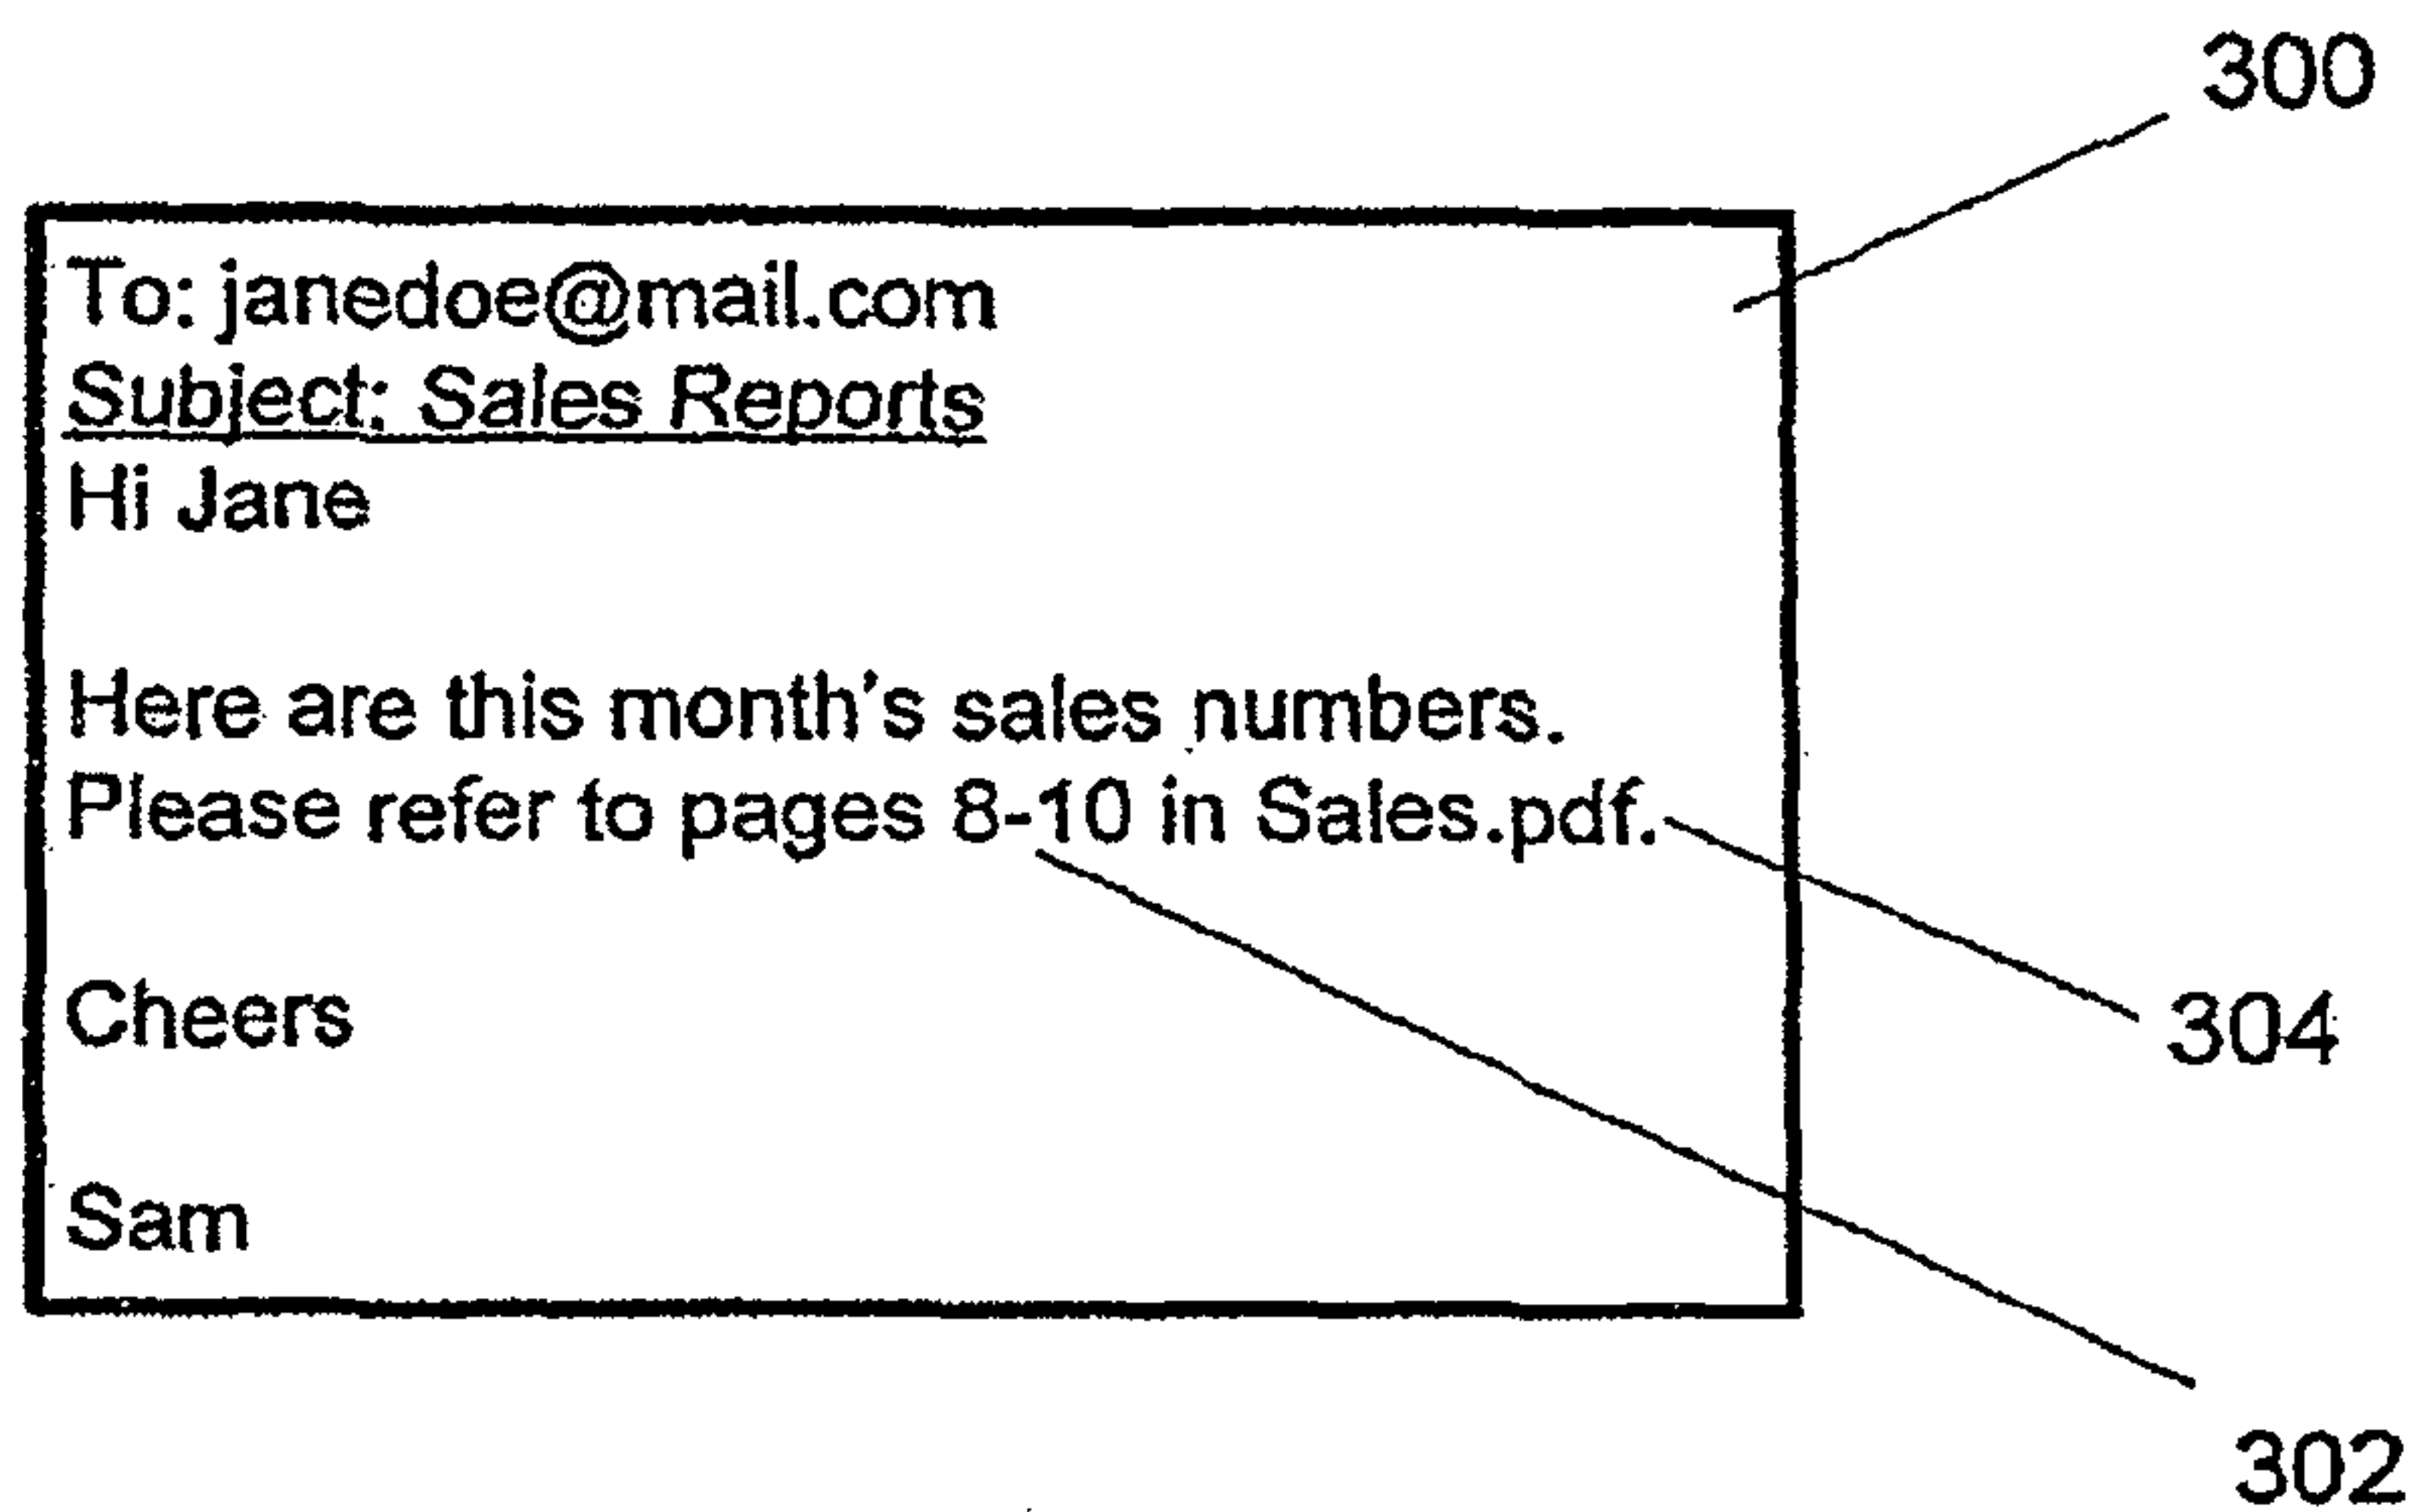 300
To: janedoe@mail.com
Subject: Sales Reports
Hi Jane
Here are this month's sales numbers.
Please refer to pages 8-10 in Sales.pdf.
Cheers
304
Sam
302